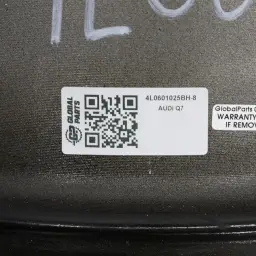 GLOBAL
PARTS
4L0601025BH-8
AUDI Q7
GlobalParts
WARRANTY
IF REMOV